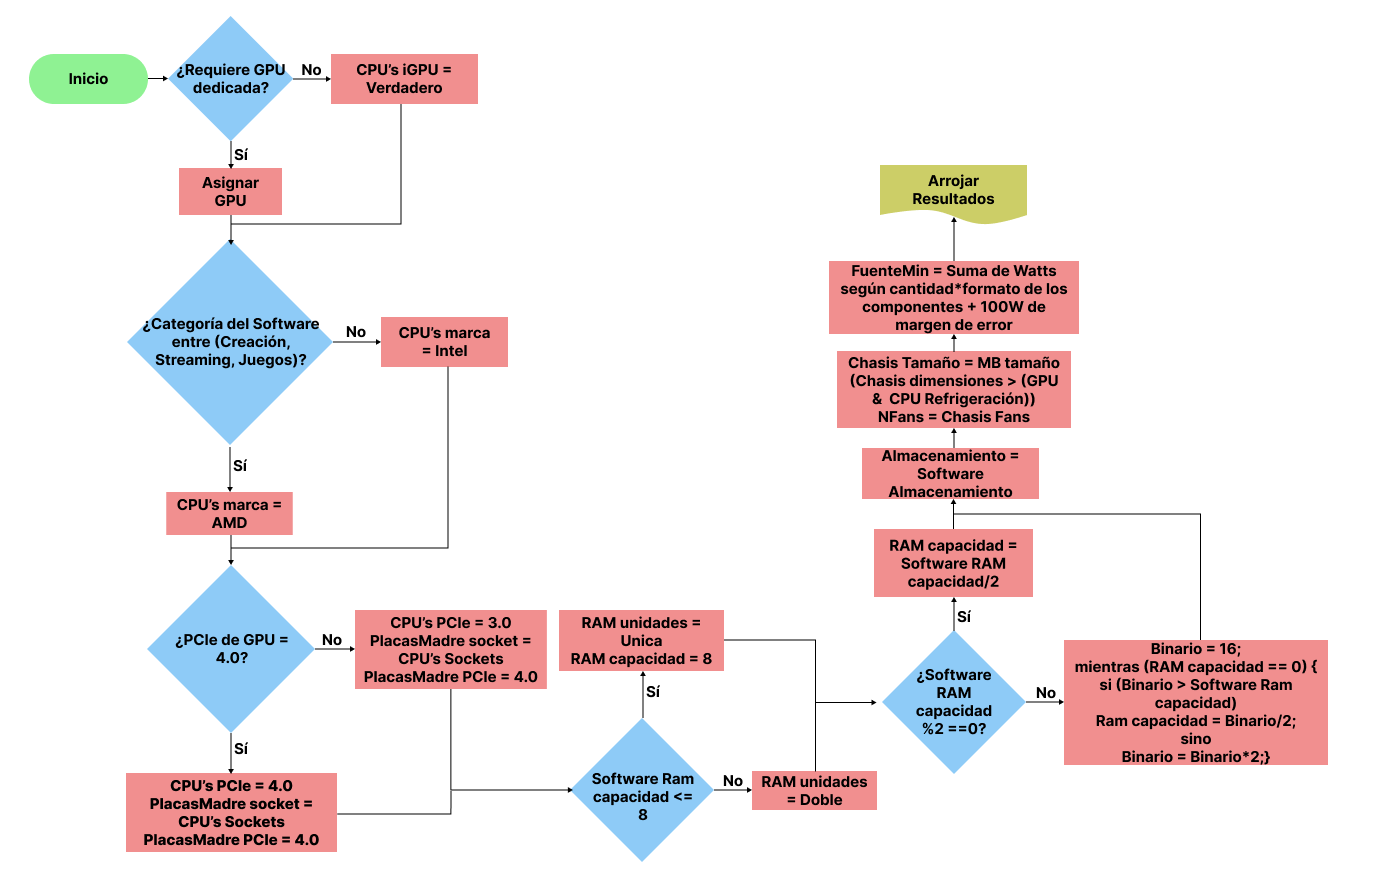 Inicio
¿Requiere GPU
dedicada?
No
CPU's iGPU =
Verdadero
Sí
Asignar
GPU
¿Categoría del Software
entre (Creación,
Streaming, Juegos)?
No
CPU's marca
= Intel
Sí
CPU's marca =
AMD
¿PCIe de GPU =
4.0?
No
CPU's PCIe = 3.0
PlacasMadre socket =
CPU's Sockets
PlacasMadre PCIe = 4.0
Sí
CPU's PCIe = 4.0
PlacasMadre socket =
CPU's Sockets
PlacasMadre PCIe = 4.0
Software Ram
capacidad <=
8
Sí
RAM unidades =
Unica
RAM capacidad = 8
No
RAM unidades
= Doble
¿Software
RAM
capacidad
%2 ==0?
Sí
RAM capacidad =
Software RAM
capacidad/2
No
Binario = 16;
mientras (RAM capacidad == 0) {
si (Binario > Software Ram
capacidad)
Ram capacidad = Binario/2;
sino
Binario = Binario*2;}
Almacenamiento =
Software
Almacenamiento
Chasis Tamaño = MB tamaño
(Chasis dimensiones > (GPU
& CPU Refrigeración))
NFans = Chasis Fans
FuenteMin = Suma de Watts
según cantidad*formato de los
componentes + 100W de
margen de error
Arrojar
Resultados